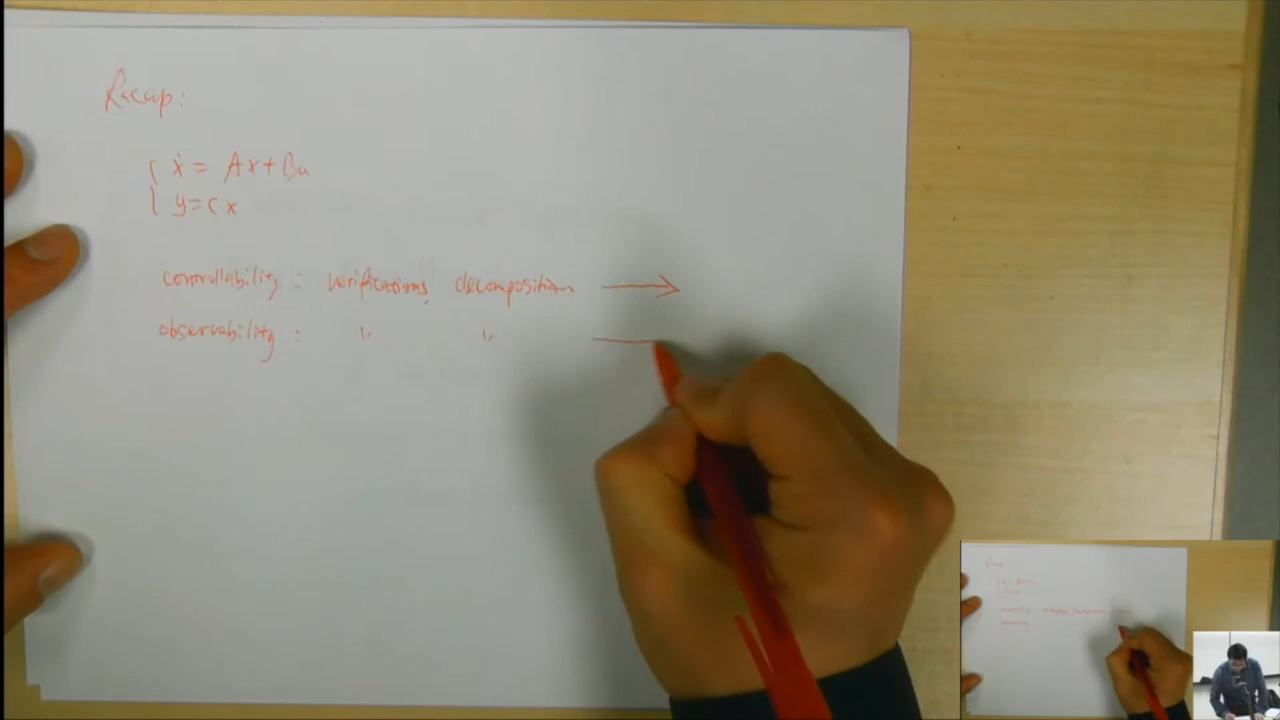 Recap:
ẋ = Ax + Bu
y = Cx
controllability : verifications, decomposition →
observability : " "